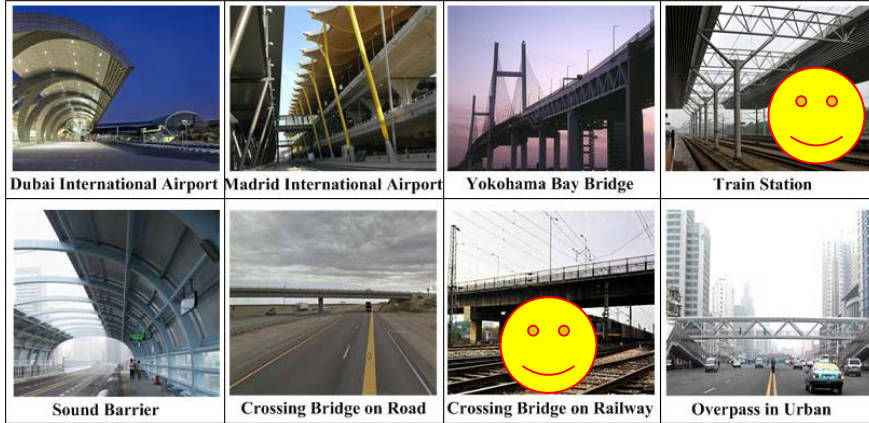 Dubai International Airport
Madrid International Airport
Yokohama Bay Bridge
Train Station
Sound Barrier
Crossing Bridge on Road
Crossing Bridge on Railway
Overpass in Urban